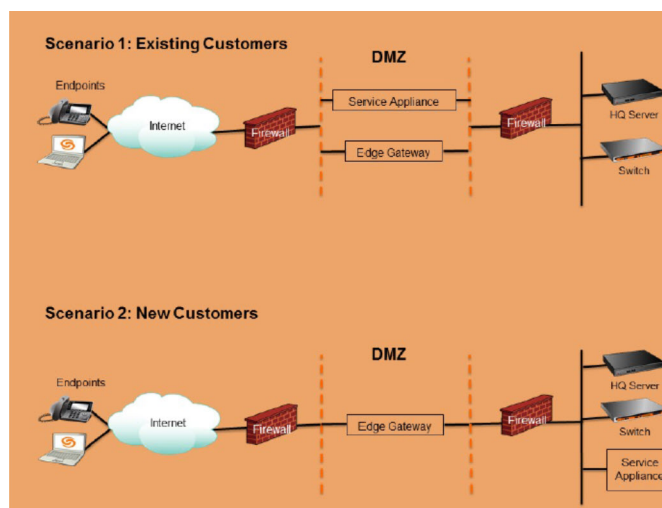 Scenario 1: Existing Customers
DMZ
Endpoints
Internet
Firewall
Service Appliance
Edge Gateway
Firewall
HQ Server
Switch
Scenario 2: New Customers
DMZ
Endpoints
Internet
Firewall
Edge Gateway
Firewall
HQ Server
Switch
Service
Appliance